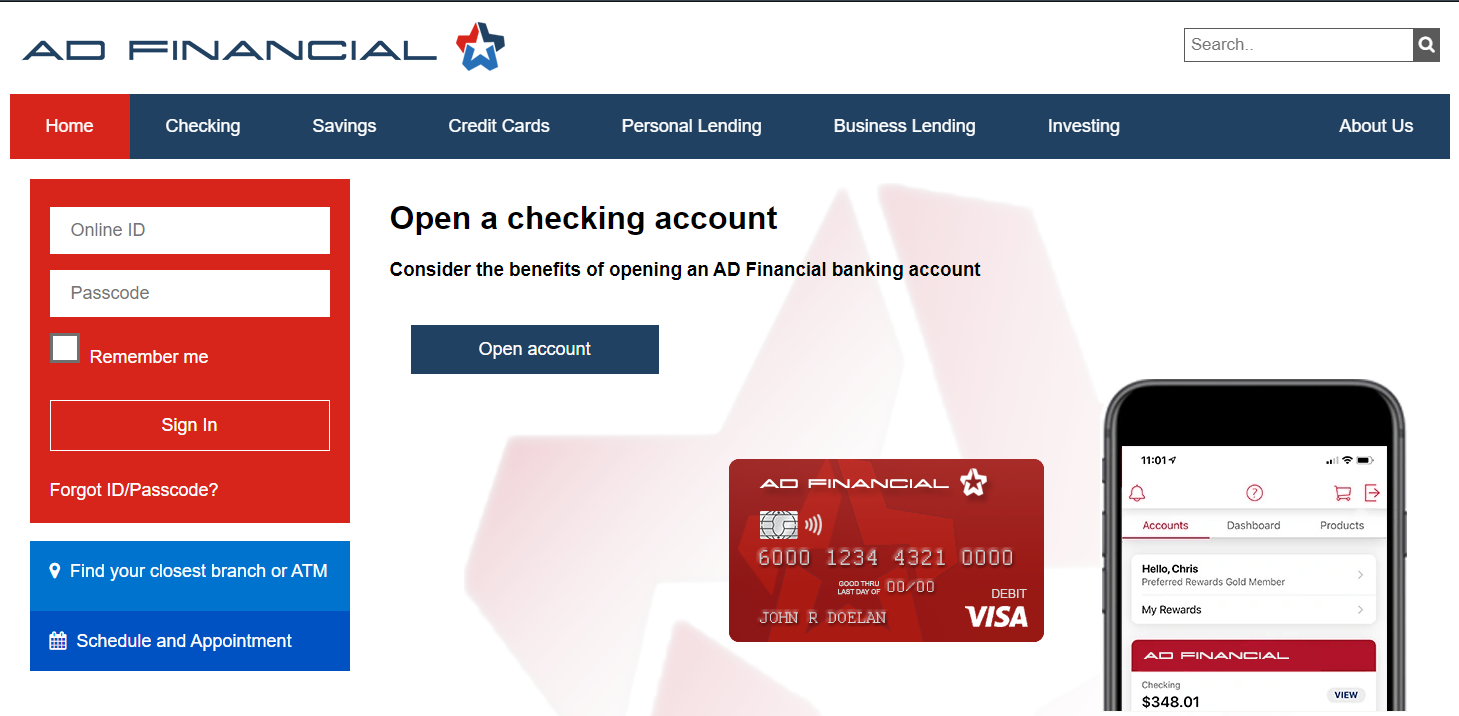 AD FINANCIAL
Search..
Home Checking Savings Credit Cards Personal Lending Business Lending Investing About Us
Online ID
Passcode
Remember me
Sign In
Forgot ID/Passcode?
Find your closest branch or ATM
Schedule and Appointment
Open a checking account
Consider the benefits of opening an AD Financial banking account
Open account
AD FINANCIAL
6000 1234 4321 0000
GOOD THRU
LAST DAY OF 00/00
DEBIT
JOHN R DOELAN VISA
11:01
?
Accounts Dashboard Products
Hello, Chris
Preferred Rewards Gold Member
My Rewards
AD FINANCIAL
Checking
$348.01 VIEW